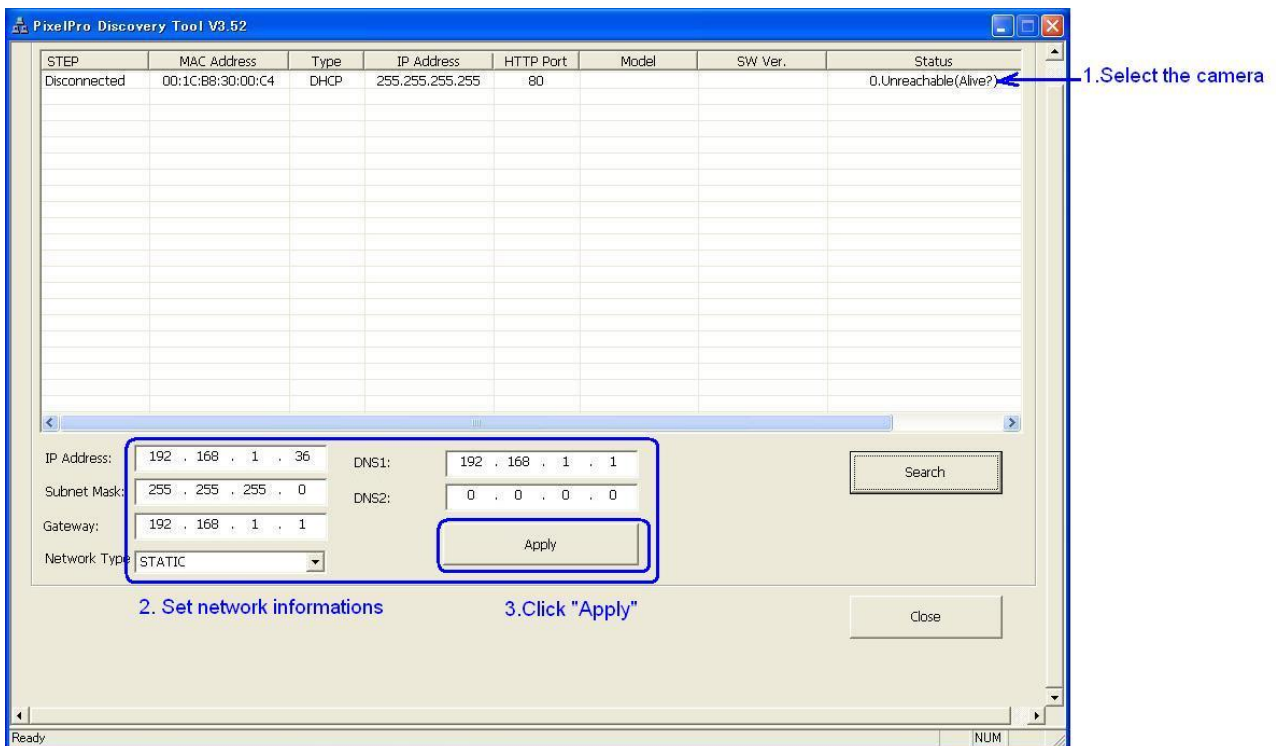 PixelPro Discovery Tool V3.52
STEP MAC Address Type IP Address HTTP Port Model SW Ver. Status
Disconnected 00:1C:B8:30:00:C4 DHCP 255.255.255.255 80 0.Unreachable(Alive?)
1.Select the camera
IP Address: 192 . 168 . 1 . 36 DNS1: 192 . 168 . 1 . 1
Search
Subnet Mask: 255 . 255 . 255 . 0 DNS2: 0 . 0 . 0 . 0
Gateway: 192 . 168 . 1 . 1
Apply
Network Type STATIC
2. Set network informations 3.Click "Apply"
Close
Ready NUM